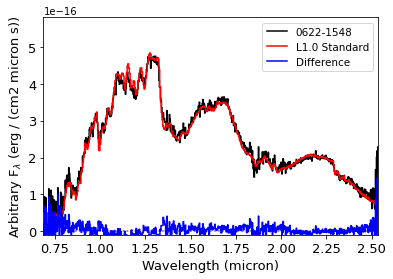 1e−16
0622-1548
L1.0 Standard
Difference
5
4
3
2
1
0
Arbitrary Fλ (erg / (cm2 micron s))
0.75 1.00 1.25 1.50 1.75 2.00 2.25 2.50
Wavelength (micron)